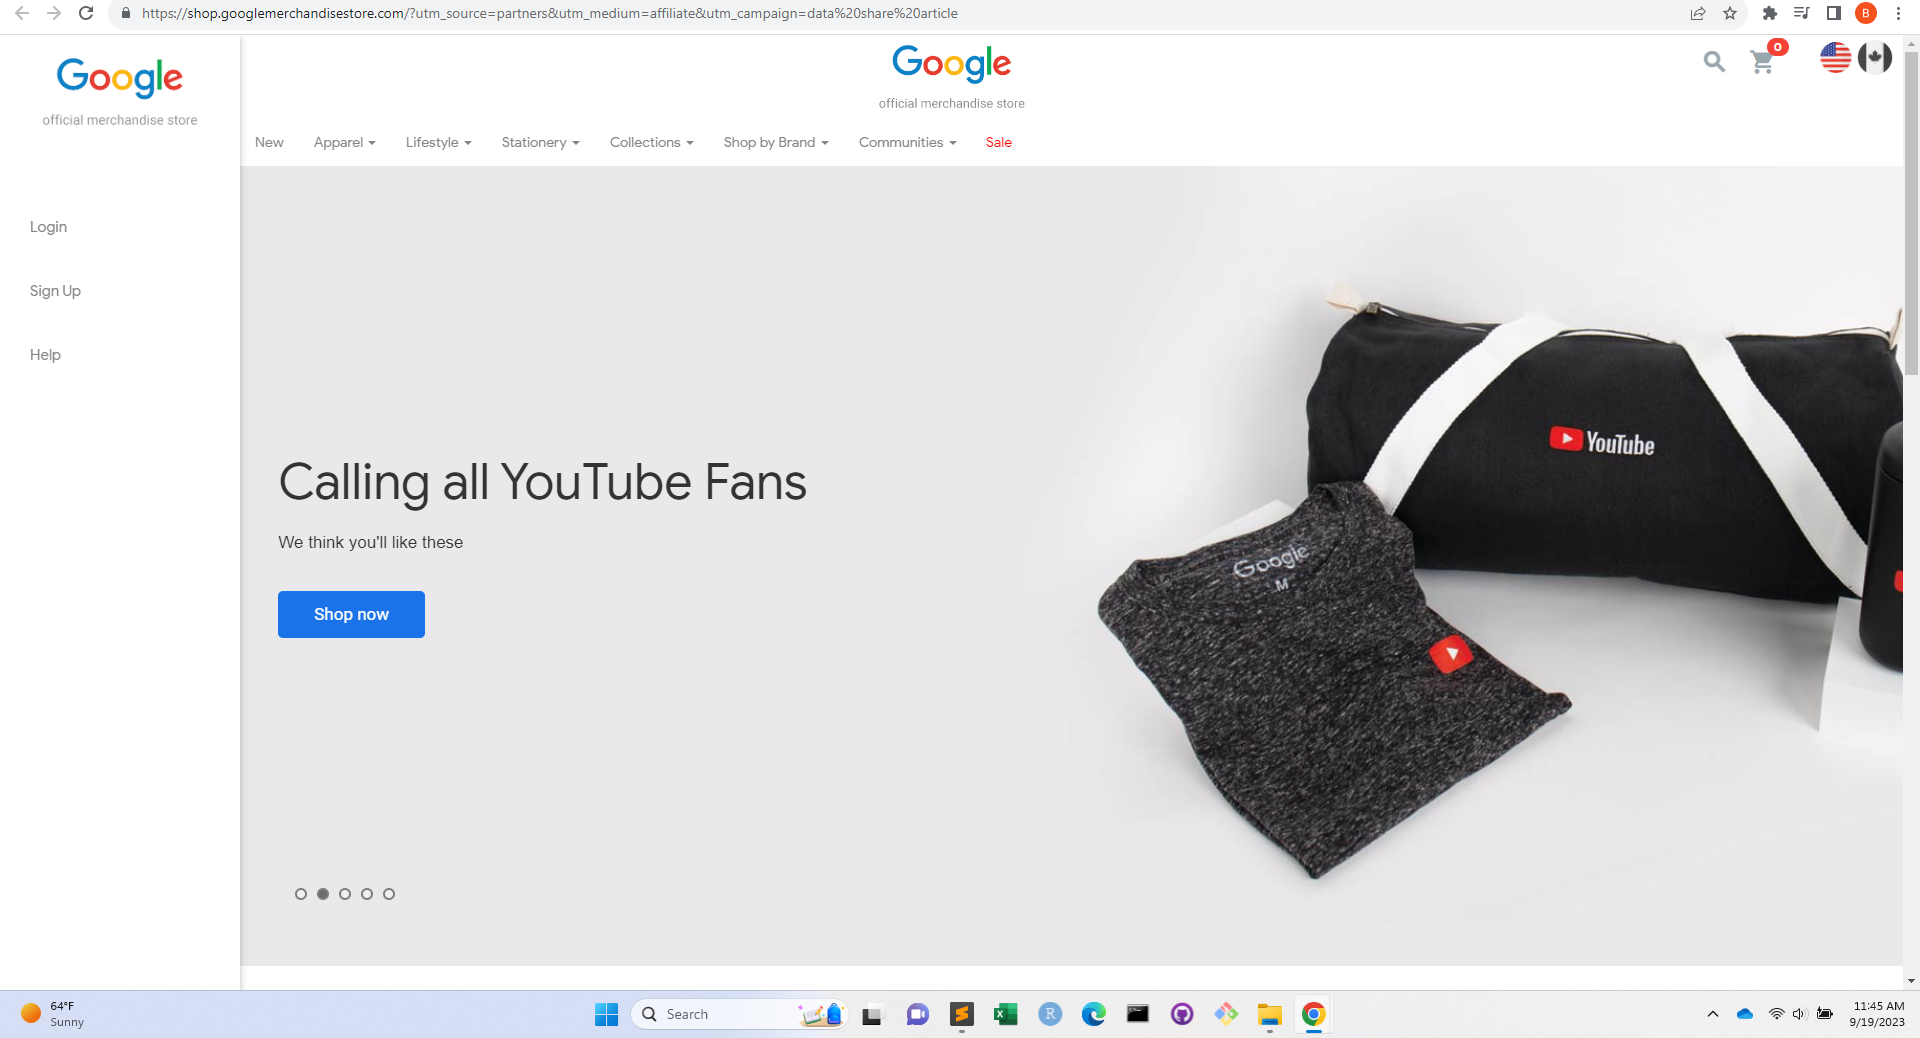 https://shop.googlemerchandisestore.com/?utm_source=partners&utm_medium=affiliate&utm_campaign=data%20share%20article
B
Google
official merchandise store
Login
Sign Up
Help
Google
official merchandise store
0
New
Apparel
Lifestyle
Stationery
Collections
Shop by Brand
Communities
Sale
Calling all YouTube Fans
We think you'll like these
Shop now
YouTube
Google
M
64°F
Sunny
Search
S
X
R
11:45 AM
9/19/2023